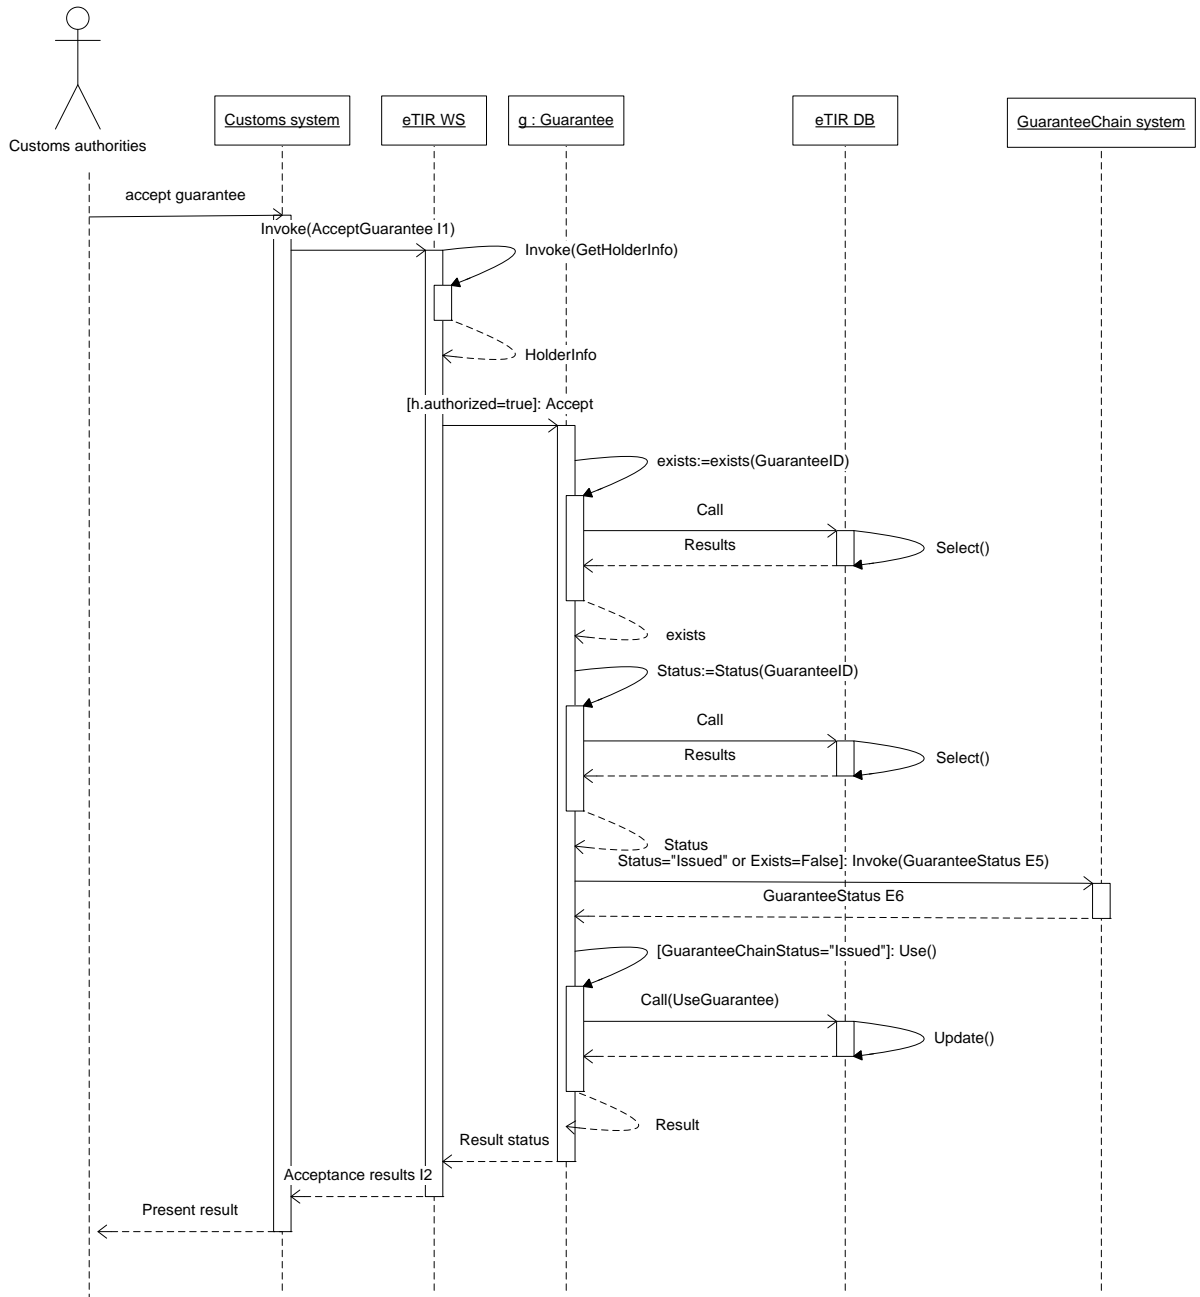 Customs authorities
Customs system
eTIR WS
g : Guarantee
eTIR DB
GuaranteeChain system
accept guarantee
Invoke(AcceptGuarantee I1)
Invoke(GetHolderInfo)
HolderInfo
[h.authorized=true]: Accept
exists:=exists(GuaranteeID)
Call
Results
Select()
exists
Status:=Status(GuaranteeID)
Call
Results
Select()
Status
Status="Issued" or Exists=False]: Invoke(GuaranteeStatus E5)
GuaranteeStatus E6
[GuaranteeChainStatus="Issued"]: Use()
Call(UseGuarantee)
Update()
Result
Result status
Acceptance results I2
Present result